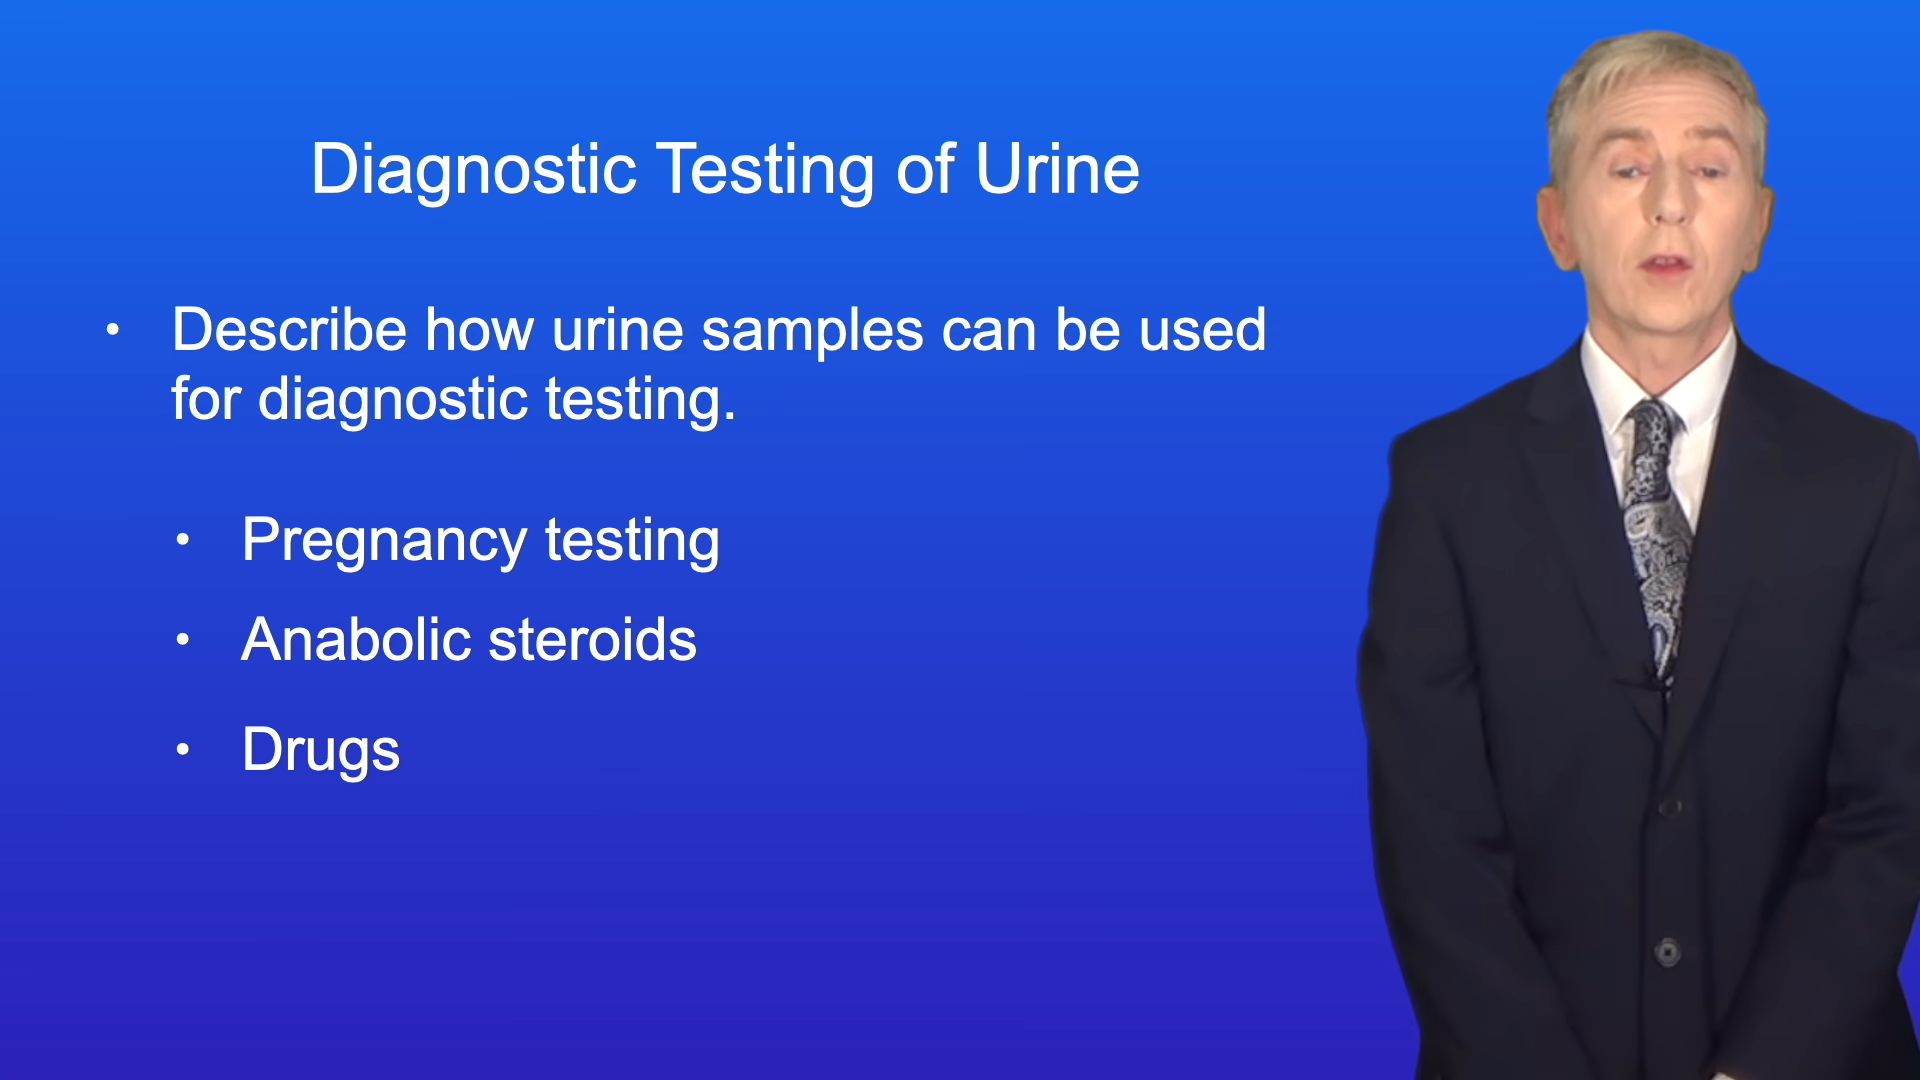 Diagnostic Testing of Urine
• Describe how urine samples can be used
for diagnostic testing.
• Pregnancy testing
• Anabolic steroids
• Drugs